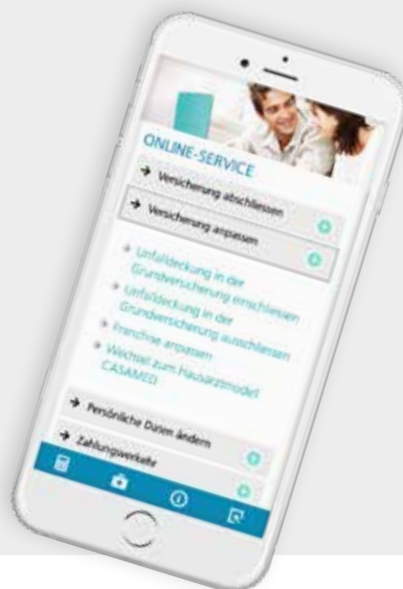 ONLINE-SERVICE
Versicherung abschliessen
Versicherung anpassen
Unfalldeckung in der
Grundversicherung einschliessen
Unfalldeckung in der
Grundversicherung ausschliessen
Franchise anpassen
Wechsel zum Hausarztmodell
CASAMED
Persönliche Daten ändern
Zahlungsverkehr